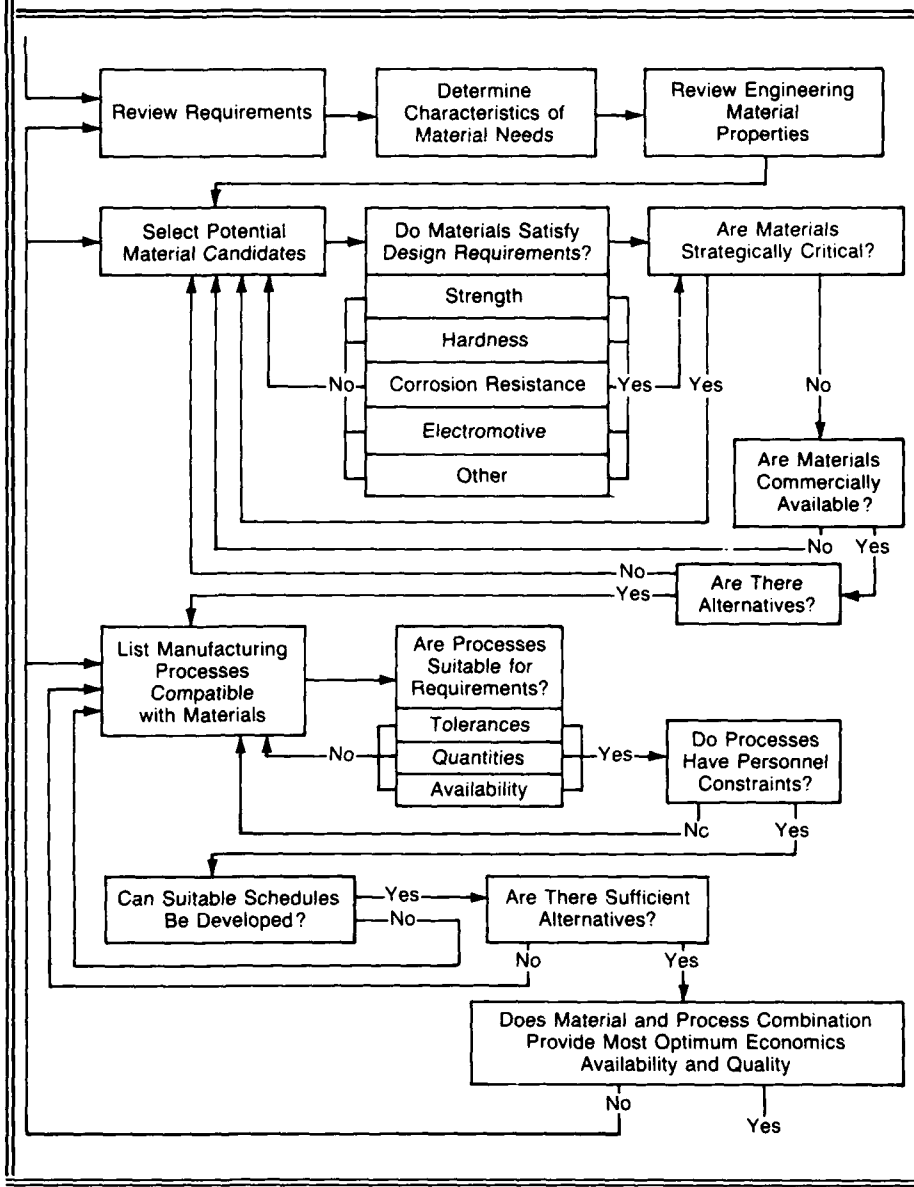 Review Requirements
Determine
Characteristics of
Material Needs
Review Engineering
Material
Properties
Select Potential
Material Candidates
Do Materials Satisfy
Design Requirements?
Are Materials
Strategically Critical?
Strength
Hardness
No
Corrosion Resistance
Yes
Yes
No
Electromotive
Other
Are Materials
Commercially
Available?
No
Yes
No
Yes
Are There
Alternatives?
List Manufacturing
Processes
Compatible
with Materials
Are Processes
Suitable for
Requirements?
Tolerances
No
Quantities
Yes
Availability
Do Processes
Have Personnel
Constraints?
Nc
Yes
Can Suitable Schedules
Be Developed?
Yes
No
Are There Sufficient
Alternatives?
No
Yes
Does Material and Process Combination
Provide Most Optimum Economics
Availability and Quality
No
Yes